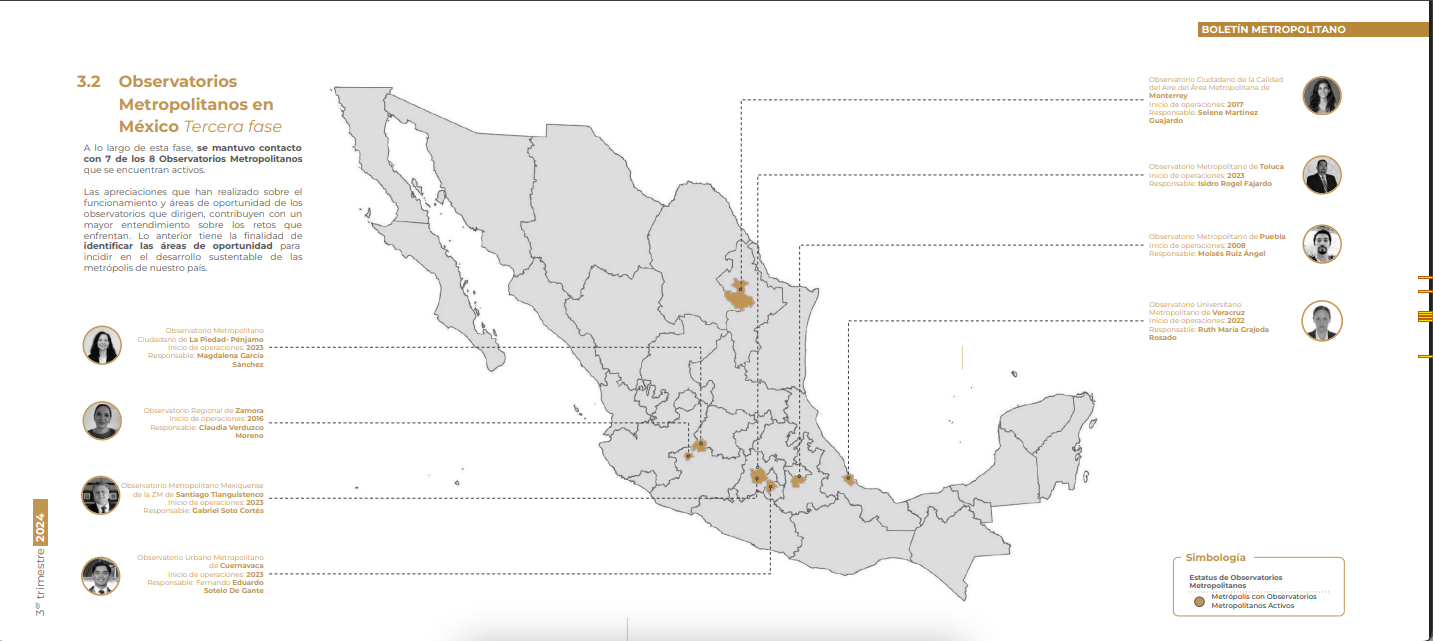 BOLETÍN METROPOLITANO
3.2 Observatorios
Metropolitanos en
México Tercera fase
A lo largo de esta fase, se mantuvo contacto
con 7 de los 8 Observatorios Metropolitanos
que se encuentran activos.
Las apreciaciones que han realizado sobre el
funcionamiento y áreas de oportunidad de los
observatorios que dirigen, contribuyen con un
mayor entendimiento sobre los retos que
enfrentan. Lo anterior tiene la finalidad de
identificar las áreas de oportunidad para
incidir en el desarrollo sustentable de las
metrópolis de nuestro país.
Observatorio Metropolitano
Ciudadano de La Piedad- Pénjamo
Inicio de operaciones: 2023
Responsable: Magdalena García
Sánchez
Observatorio Regional de Zamora
Inicio de operaciones: 2016
Responsable: Claudia Verduzco
Moreno
Observatorio Metropolitano Mexiquense
de la ZM de Santiago Tianguistenco
Inicio de operaciones: 2023
Responsable: Gabriel Soto Cortés
Observatorio Urbano Metropolitano
de Cuernavaca
Inicio de operaciones: 2023
Responsable: Fernando Eduardo
Sotelo De Gante
Observatorio Ciudadano de la Calidad
del Aire del Área Metropolitana de
Monterrey
Inicio de operaciones: 2017
Responsable: Selene Martínez
Guajardo
Observatorio Metropolitano de Toluca
Inicio de operaciones: 2023
Responsable: Isidro Rogel Fajardo
Observatorio Metropolitano de Puebla
Inicio de operaciones: 2008
Responsable: Moisés Ruiz Ángel
Observatorio Universitario
Metropolitano de Veracruz
Inicio de operaciones: 2022
Responsable: Ruth María Grajeda
Rosado
Simbología
Estatus de Observatorios
Metropolitanos
Metrópolis con Observatorios
Metropolitanos Activos
3er trimestre 2024